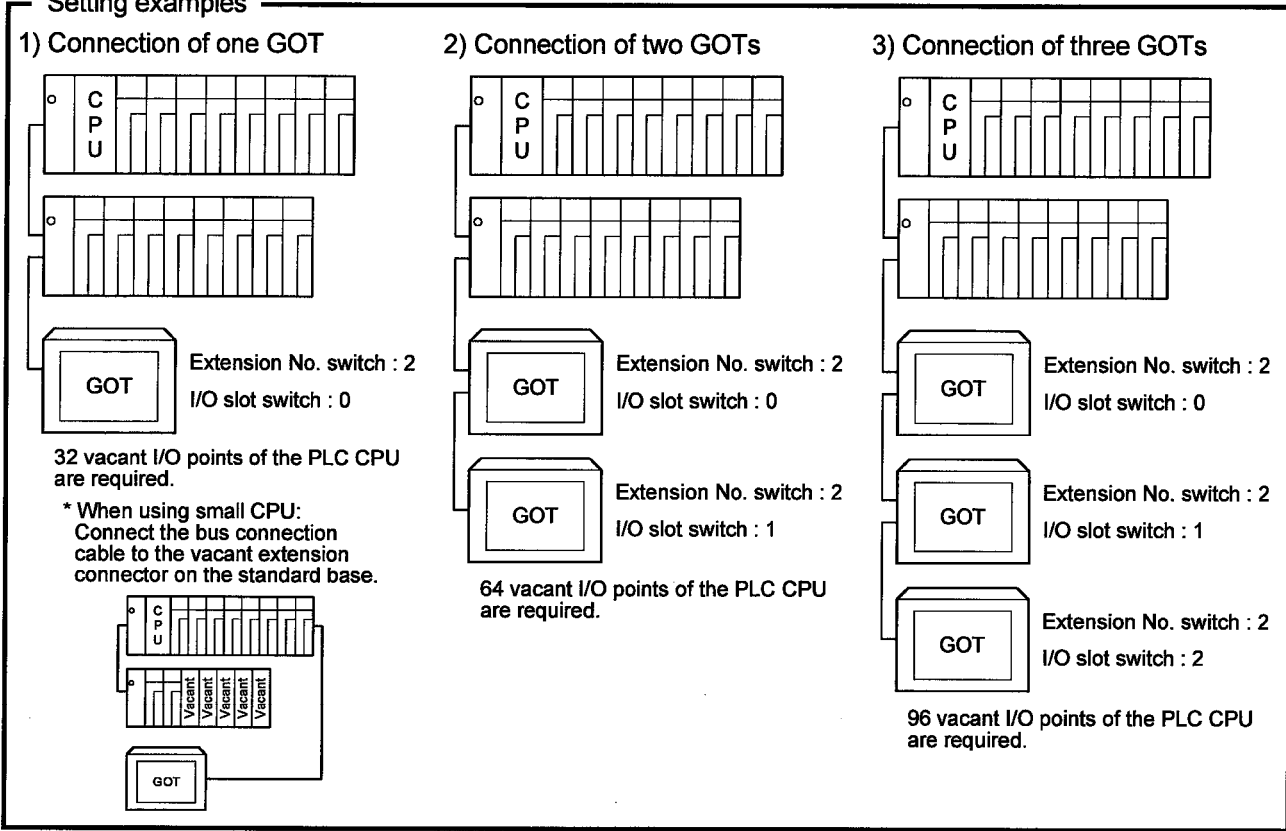 Setting examples
1) Connection of one GOT
CPU
GOT
Extension No. switch : 2
I/O slot switch : 0
32 vacant I/O points of the PLC CPU
are required.
* When using small CPU:
Connect the bus connection
cable to the vacant extension
connector on the standard base.
CPU
Vacant
Vacant
Vacant
Vacant
Vacant
GOT
2) Connection of two GOTs
CPU
GOT
Extension No. switch : 2
I/O slot switch : 0
GOT
Extension No. switch : 2
I/O slot switch : 1
64 vacant I/O points of the PLC CPU
are required.
3) Connection of three GOTs
CPU
GOT
Extension No. switch : 2
I/O slot switch : 0
GOT
Extension No. switch : 2
I/O slot switch : 1
GOT
Extension No. switch : 2
I/O slot switch : 2
96 vacant I/O points of the PLC CPU
are required.